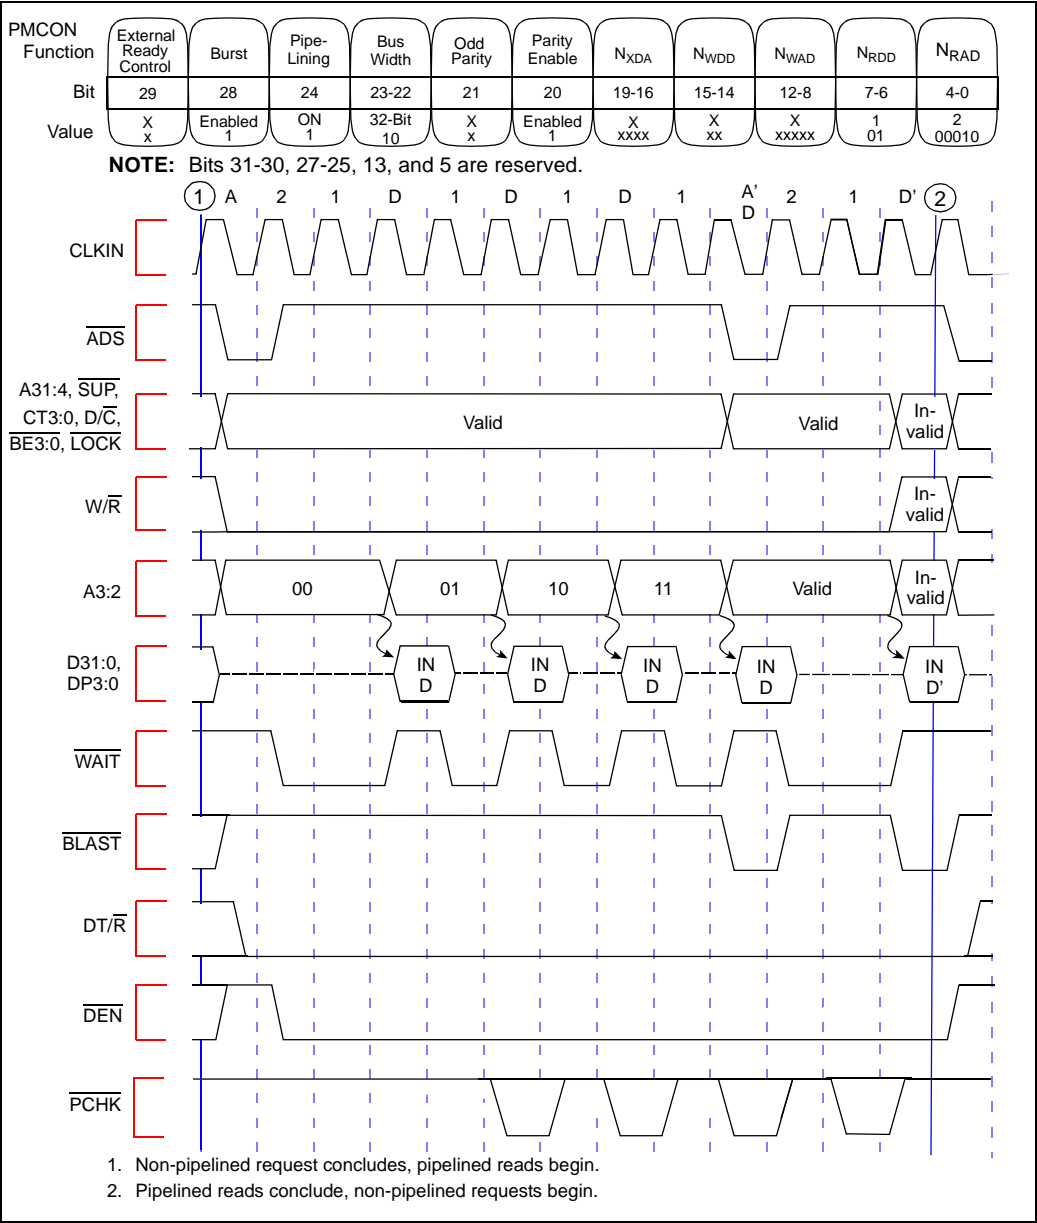 PMCON Function External Ready Control Burst Pipe-Lining Bus Width Odd Parity Parity Enable NXDA NWDD NWAD NRDD NRAD
Bit 29 28 24 23-22 21 20 19-16 15-14 12-8 7-6 4-0
Value X x Enabled 1 ON 1 32-Bit 10 X x Enabled 1 X xxxx X xx X xxxxx 1 01 2 00010
NOTE: Bits 31-30, 27-25, 13, and 5 are reserved.
1 A 2 1 D 1 D 1 D 1 A' D 2 1 D' 2
CLKIN
ADS
A31:4, SUP,
CT3:0, D/C,
BE3:0, LOCK
Valid Valid In-valid
W/R In-valid
A3:2 00 01 10 11 Valid In-valid
D31:0,
DP3:0
IN D IN D IN D IN D IN D'
WAIT
BLAST
DT/R
DEN
PCHK
1. Non-pipelined request concludes, pipelined reads begin.
2. Pipelined reads conclude, non-pipelined requests begin.